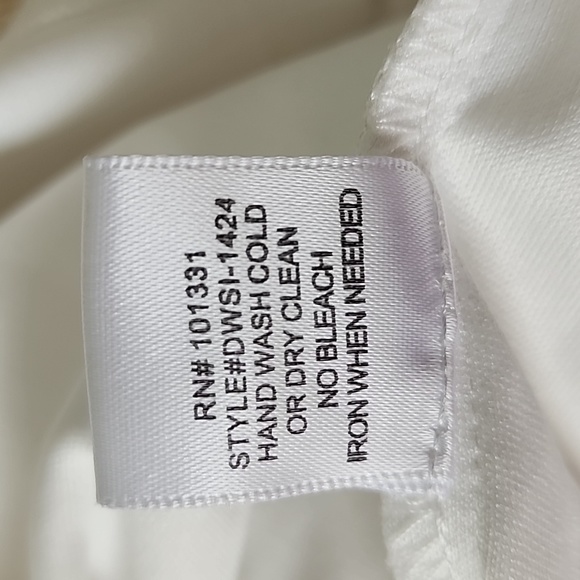 RN# 101331
STYLE#DWSI-1424
HAND WASH COLD
OR DRY CLEAN
NO BLEACH
IRON WHEN NEEDED